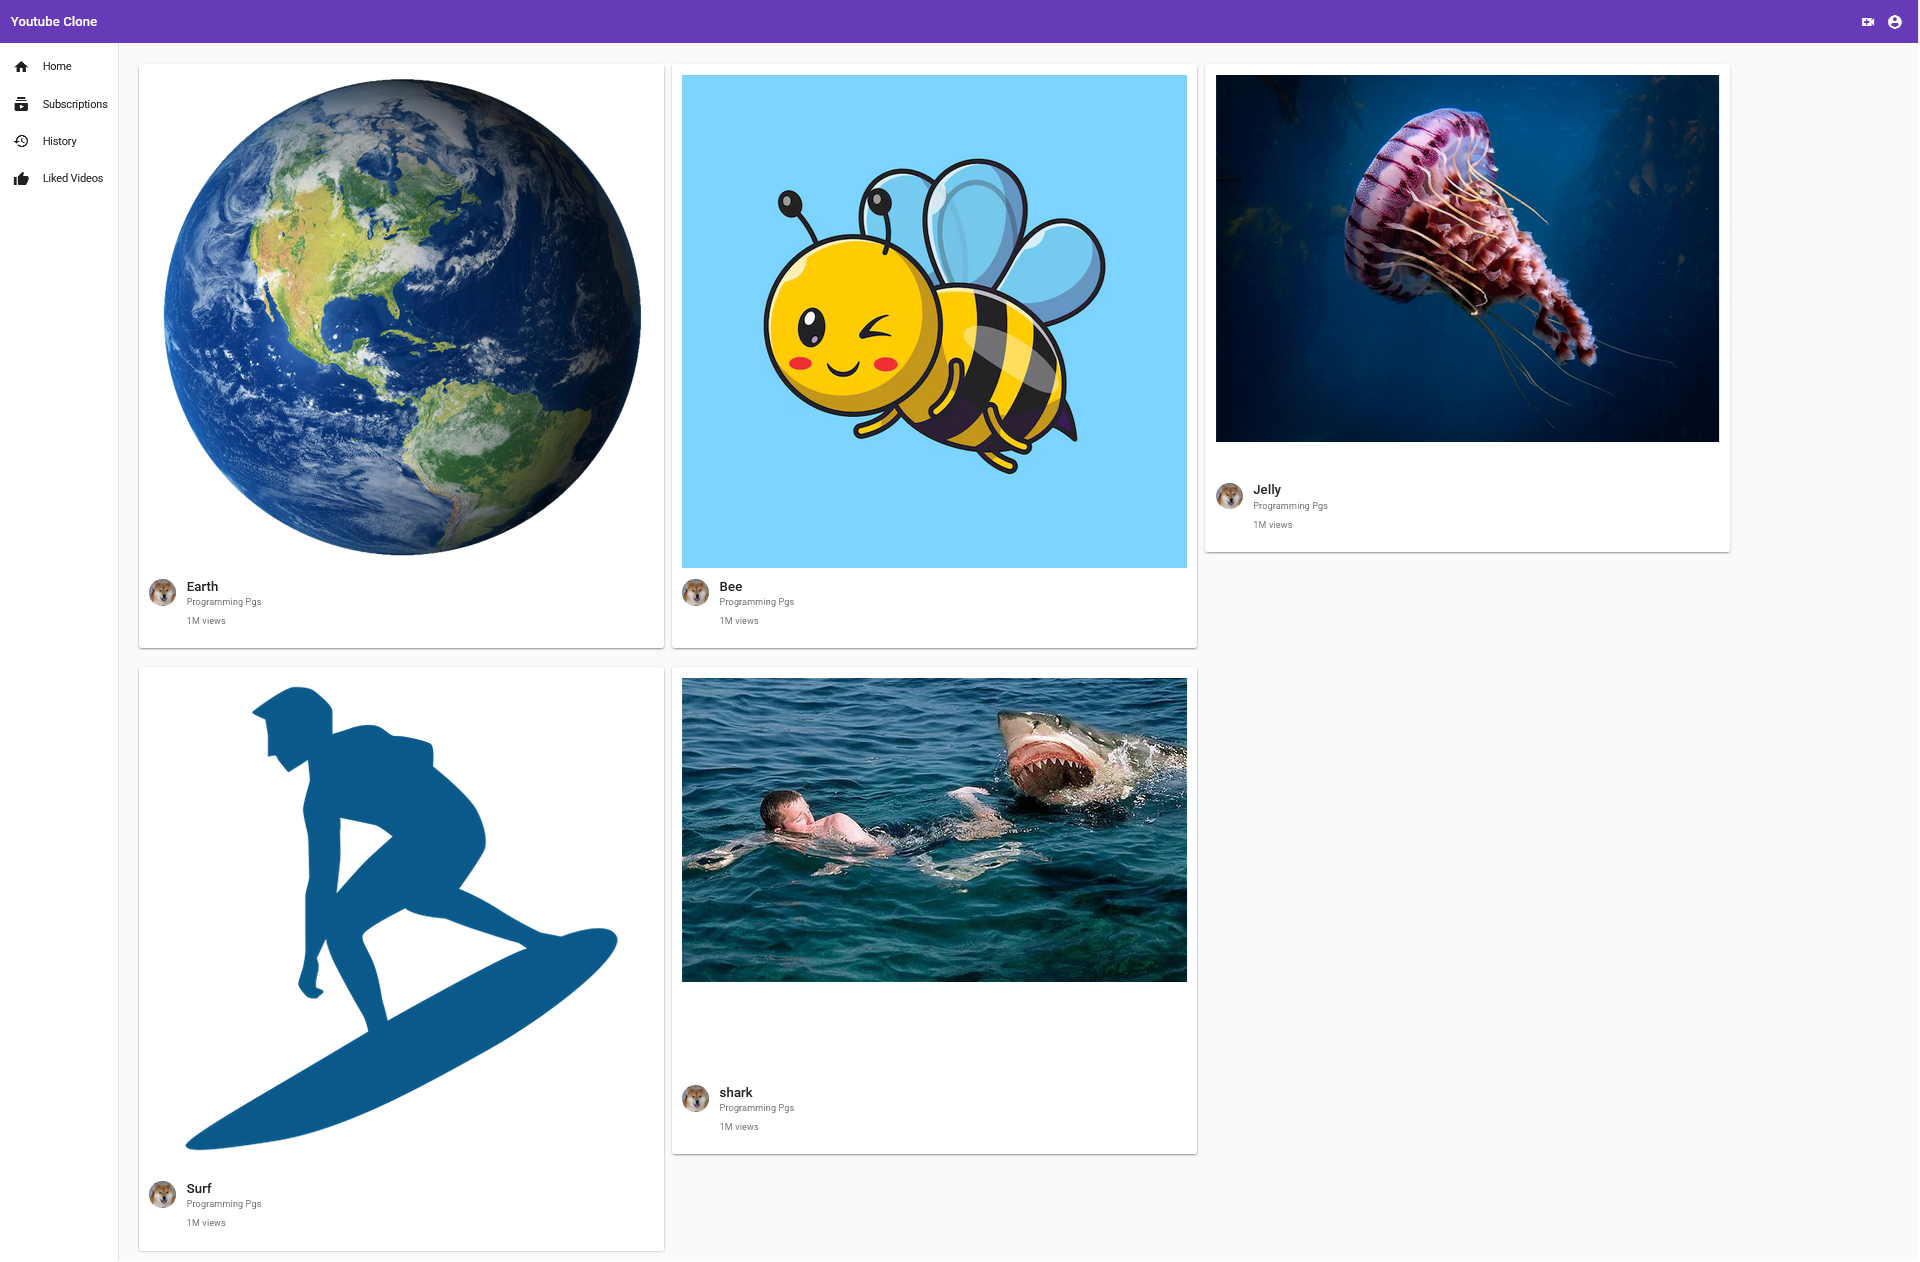 Youtube Clone
Home
Subscriptions
History
Liked Videos
Earth
Programming Pgs
1M views
Bee
Programming Pgs
1M views
Jelly
Programming Pgs
1M views
Surf
Programming Pgs
1M views
shark
Programming Pgs
1M views